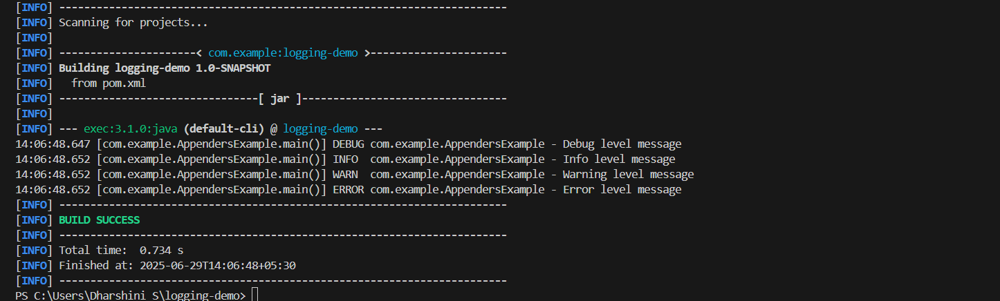 [INFO] ------------------------------------------------------------------------
[INFO] Scanning for projects...
[INFO]
[INFO] ----------------------< com.example:logging-demo >----------------------
[INFO] Building logging-demo 1.0-SNAPSHOT
[INFO]   from pom.xml
[INFO] --------------------------------[ jar ]---------------------------------
[INFO]
[INFO] --- exec:3.1.0:java (default-cli) @ logging-demo ---
14:06:48.647 [com.example.AppendersExample.main()] DEBUG com.example.AppendersExample - Debug level message
14:06:48.652 [com.example.AppendersExample.main()] INFO  com.example.AppendersExample - Info level message
14:06:48.652 [com.example.AppendersExample.main()] WARN  com.example.AppendersExample - Warning level message
14:06:48.652 [com.example.AppendersExample.main()] ERROR com.example.AppendersExample - Error level message
[INFO] ------------------------------------------------------------------------
[INFO] BUILD SUCCESS
[INFO] ------------------------------------------------------------------------
[INFO] Total time:  0.734 s
[INFO] Finished at: 2025-06-29T14:06:48+05:30
[INFO] ------------------------------------------------------------------------
PS C:\Users\Dharshini S\logging-demo>